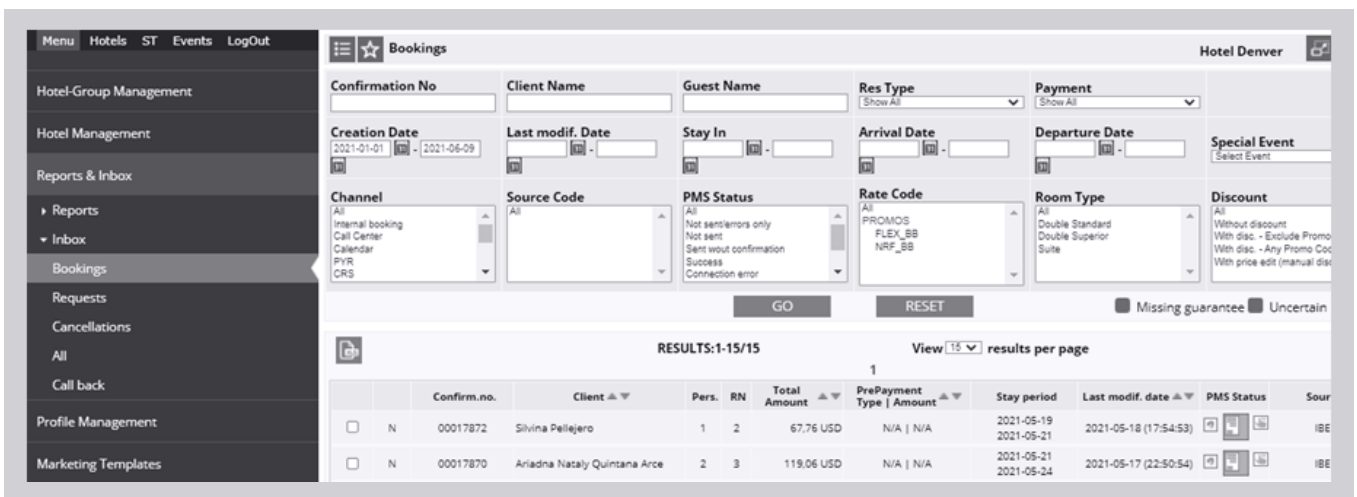 Menu Hotels ST Events LogOut
Hotel-Group Management
Hotel Management
Reports & Inbox
Reports
Inbox
Bookings
Requests
Cancellations
All
Call back
Profile Management
Marketing Templates
Bookings Hotel Denver
Confirmation No Client Name Guest Name Res Type Payment
Show All Show All
Creation Date Last modif. Date Stay In Arrival Date Departure Date Special Event
2021-01-01 - 2021-06-09 - - - - Select Event
Channel Source Code PMS Status Rate Code Room Type Discount
All All All All All All
Internal booking Not sent/errors only PROMOS Double Standard Without discount
Call Center Not sent FLEX_BB Double Superior With disc. - Exclude Promo
Calendar Sent wout confirmation NRF_BB Suite With disc. - Any Promo Coc
PYR Success With price edit (manual disc
CRS Connection error
GO RESET Missing guarantee Uncertain
RESULTS:1-15/15 View 15 results per page
1
Confirm.no. Client Pers. RN Total Amount PrePayment Type | Amount Stay period Last modif. date PMS Status Sour
N 00017872 Silvina Pellejero 1 2 67,76 USD N/A | N/A 2021-05-19 2021-05-21 2021-05-18 (17:54:53) IBE
N 00017870 Ariadna Nataly Quintana Arce 2 3 119,06 USD N/A | N/A 2021-05-21 2021-05-24 2021-05-17 (22:50:54) IBE